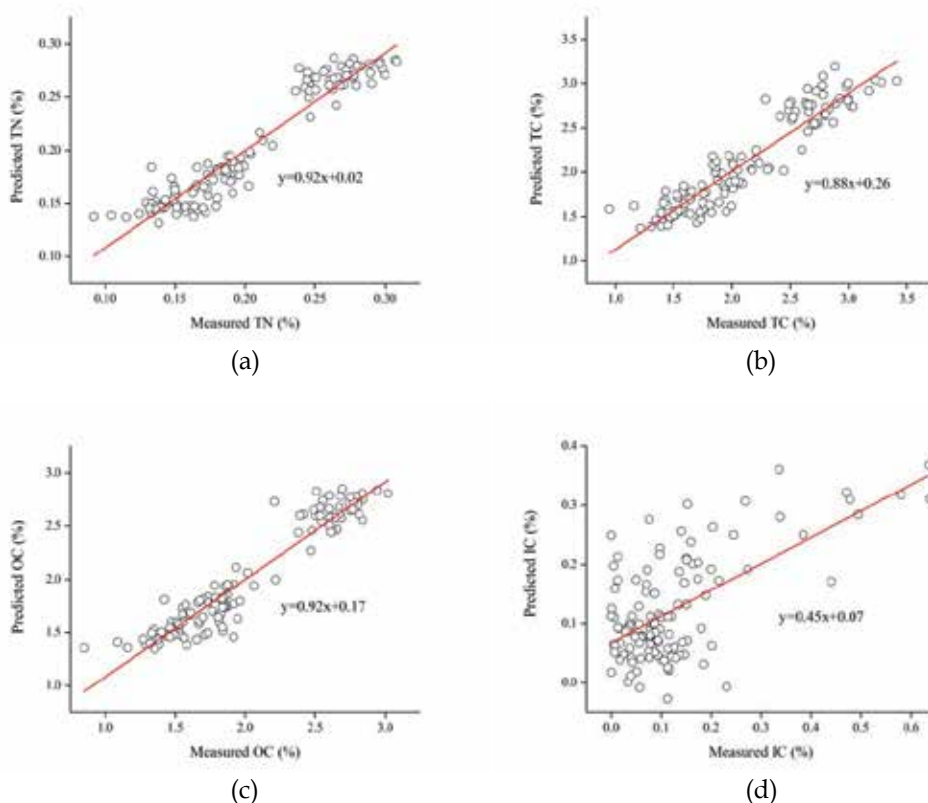 0.30
0.25
0.20
0.15
0.10
Predicted TN (%)
y=0.92x+0.02
0.10 0.15 0.20 0.25 0.30
Measured TN (%)
(a)
3.5
3.0
2.5
2.0
1.5
1.0
Predicted TC (%)
y=0.88x+0.26
1.0 1.5 2.0 2.5 3.0 3.5
Measured TC (%)
(b)
3.0
2.5
2.0
1.5
1.0
Predicted OC (%)
y=0.92x+0.17
1.0 1.5 2.0 2.5 3.0
Measured OC (%)
(c)
0.4
0.3
0.2
0.1
0.0
Predicted IC (%)
y=0.45x+0.07
0.0 0.1 0.2 0.3 0.4 0.5 0.6
Measured IC (%)
(d)